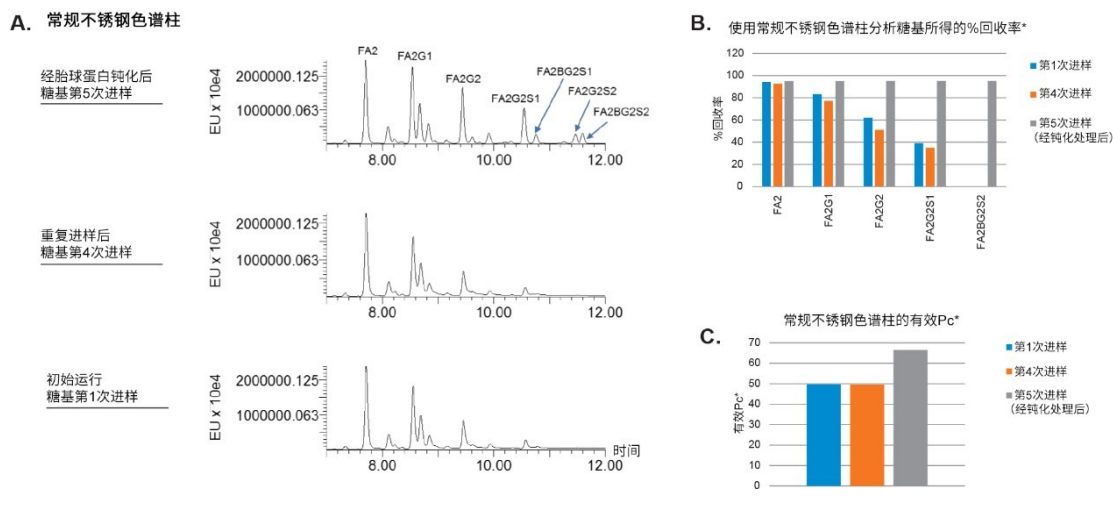 A. 常规不锈钢色谱柱
经胎球蛋白钝化后
糖基第5次进样
EU x 10e4
2000000.125
1000000.063
FA2
FA2G1
FA2G2
FA2G2S1
FA2BG2S1
FA2G2S2
FA2BG2S2
8.00 10.00 12.00
重复进样后
糖基第4次进样
EU x 10e4
2000000.125
1000000.063
8.00 10.00 12.00
初始运行
糖基第1次进样
EU x 10e4
2000000.125
1000000.063
时间
8.00 10.00 12.00
B. 使用常规不锈钢色谱柱分析糖基所得的%回收率*
%回收率
120
100
80
60
40
20
0
FA2
FA2G1
FA2G2
FA2G2S1
FA2BG2S2
第1次进样
第4次进样
第5次进样
(经钝化处理后)
C. 常规不锈钢色谱柱的有效Pc*
有效Pc*
70
60
50
40
30
20
10
0
第1次进样
第4次进样
第5次进样
(经钝化处理后)